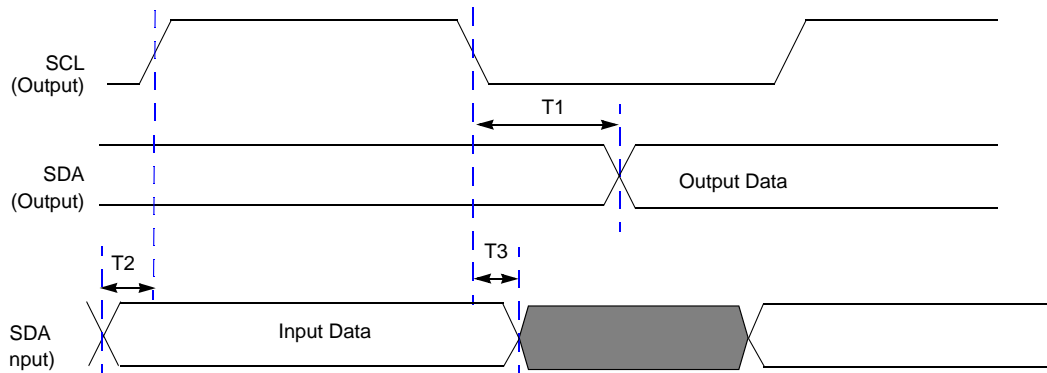 SCL
(Output)
T1
SDA
(Output)
Output Data
T2
T3
SDA
nput)
Input Data